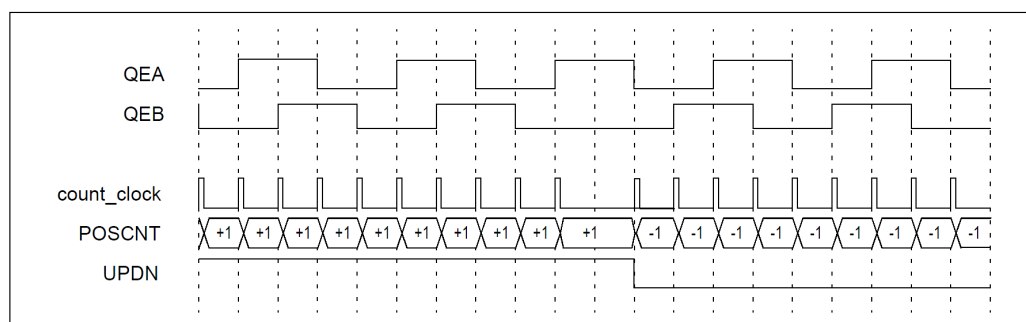 QEA
QEB
count_clock
POSCNT +1 +1 +1 +1 +1 +1 +1 +1 +1 +1 -1 -1 -1 -1 -1 -1 -1 -1 -1
UPDN